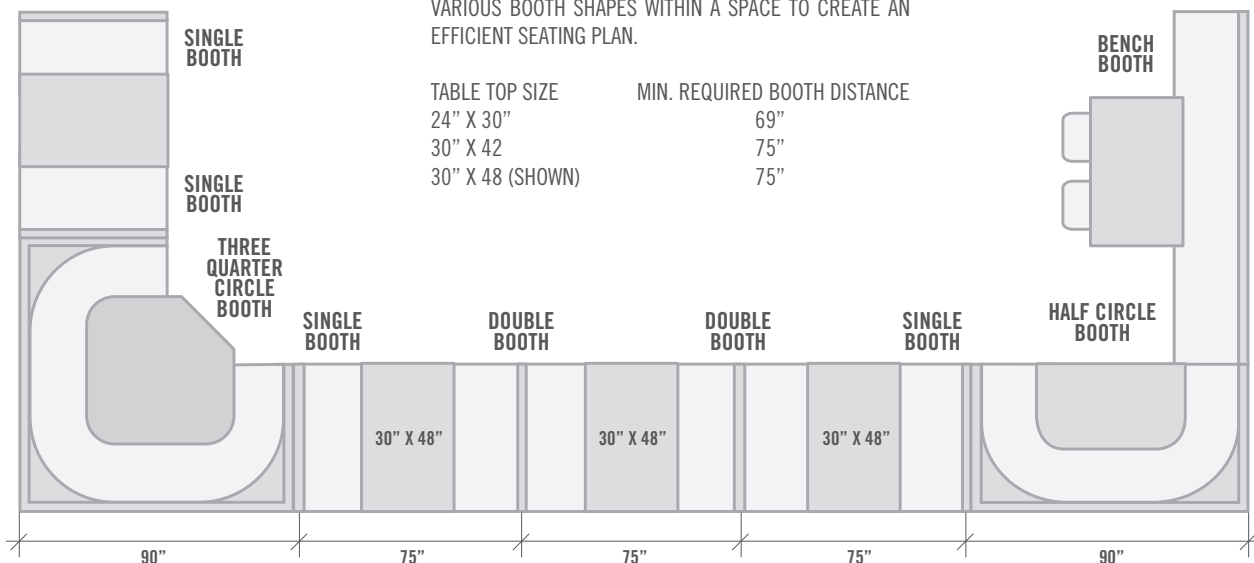 VARIOUS BOOTH SHAPES WITHIN A SPACE TO CREATE AN
EFFICIENT SEATING PLAN.
SINGLE
BOOTH
BENCH
BOOTH
TABLE TOP SIZE MIN. REQUIRED BOOTH DISTANCE
24” X 30” 69”
30” X 42 75”
30” X 48 (SHOWN) 75”
SINGLE
BOOTH
THREE
QUARTER
CIRCLE
BOOTH
SINGLE
BOOTH
DOUBLE
BOOTH
DOUBLE
BOOTH
SINGLE
BOOTH
HALF CIRCLE
BOOTH
30” X 48” 30” X 48” 30” X 48”
90” 75” 75” 75” 90”